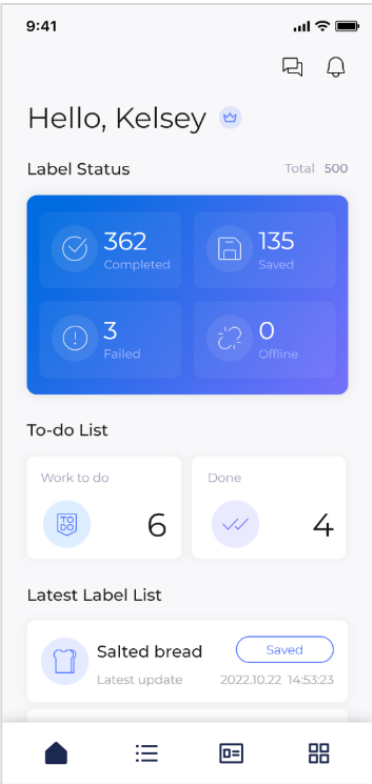 9:41
Hello, Kelsey
Label Status
Total 500
362
Completed
135
Saved
3
Failed
0
Offline
To-do List
Work to do
TO
DO
6
Done
4
Latest Label List
Salted bread
Saved
Latest update
2022.10.22 14:53:23